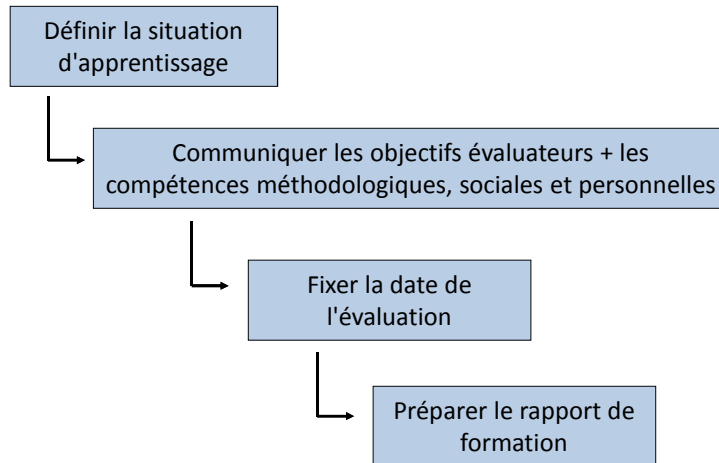 Définir la situation
d'apprentissage
Communiquer les objectifs évaluateurs + les
compétences méthodologiques, sociales et personnelles
Fixer la date de
l'évaluation
Préparer le rapport de
formation